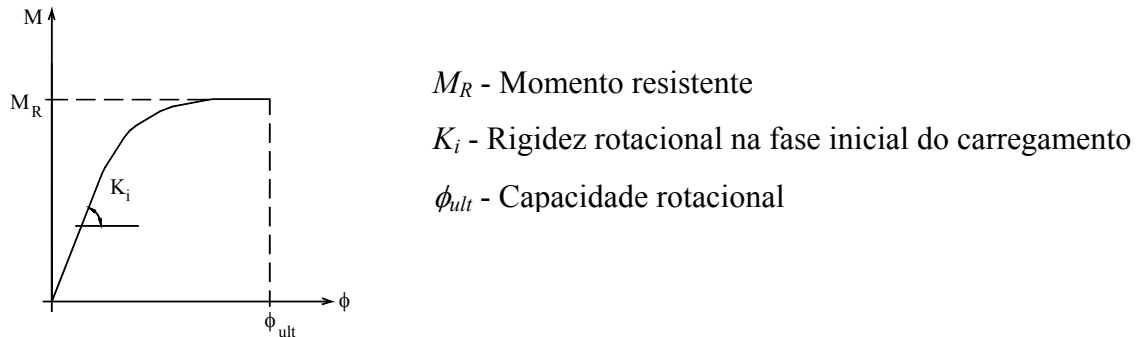 M
M_R
K_i
ϕ
ϕ_ult
M_R - Momento resistente
K_i - Rigidez rotacional na fase inicial do carregamento
ϕ_ult - Capacidade rotacional